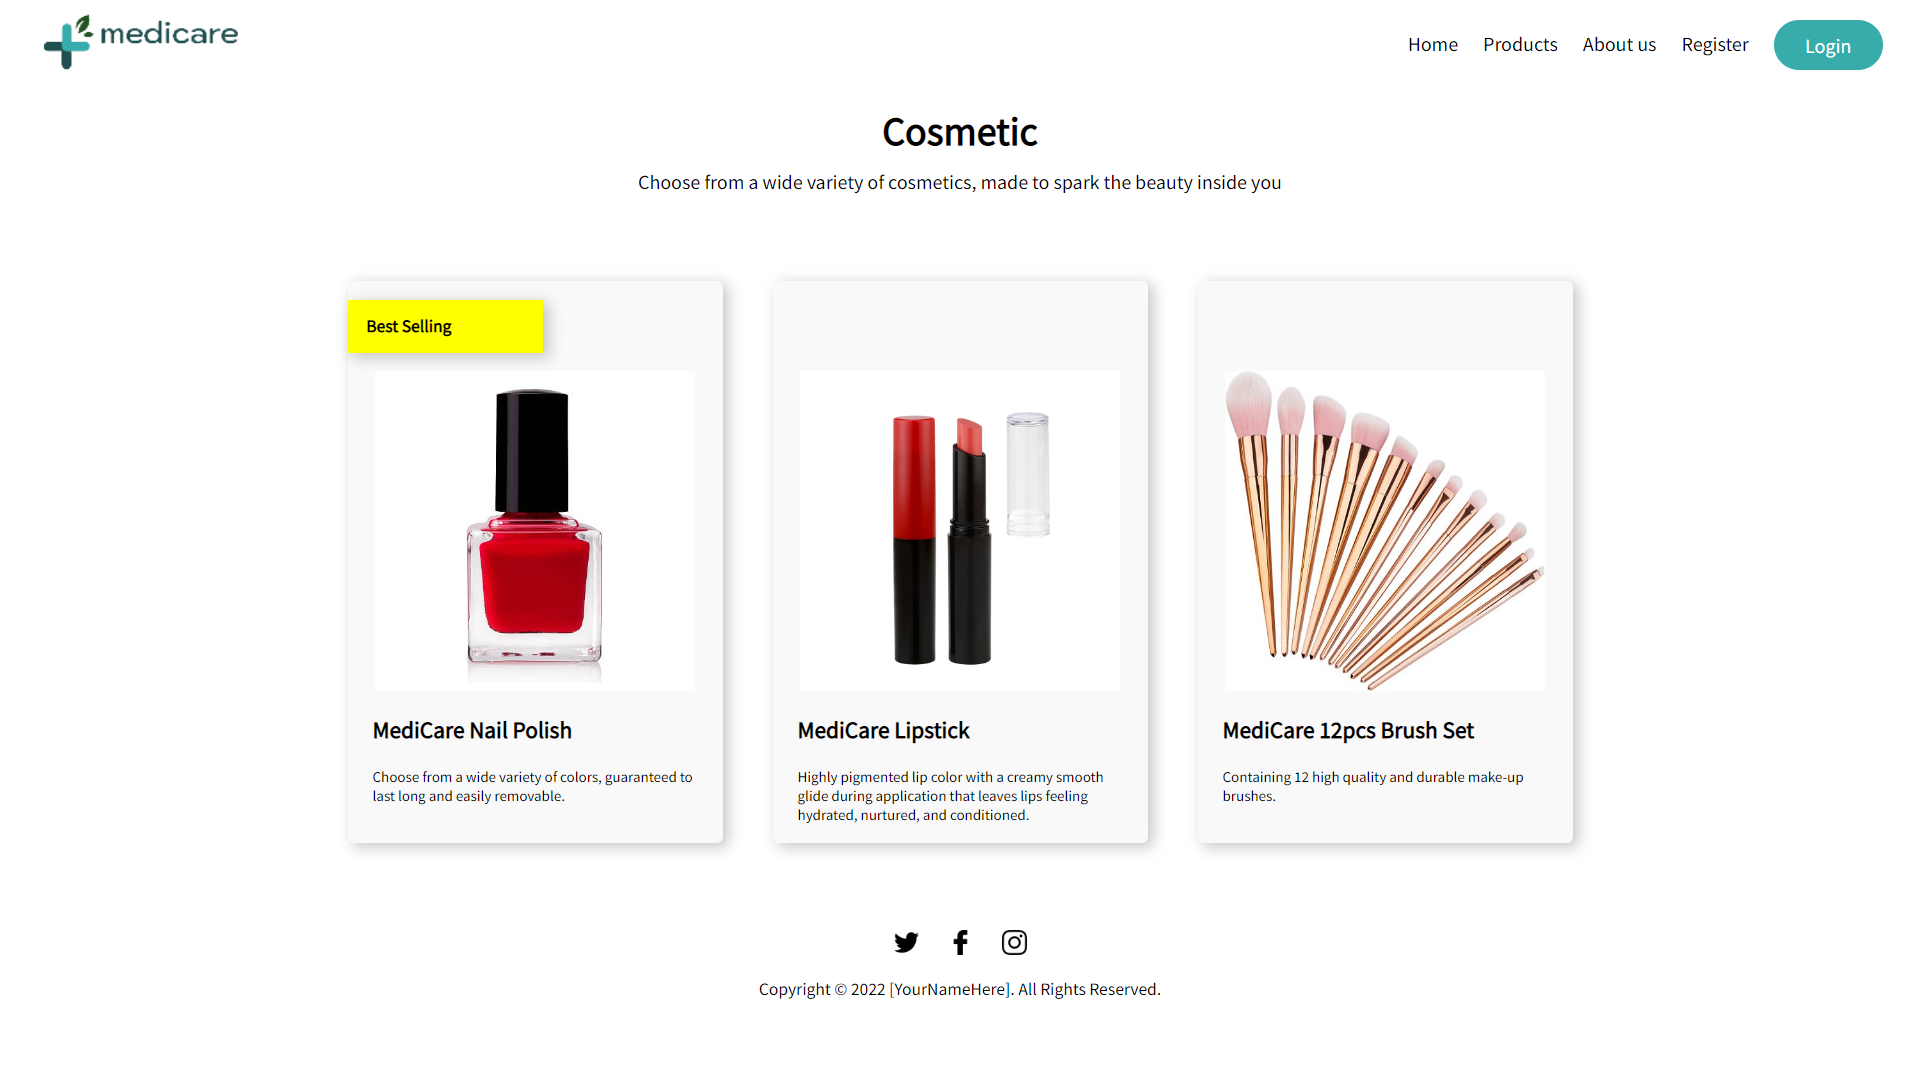 medicare
Home
Products
About us
Register
Login
Cosmetic
Choose from a wide variety of cosmetics, made to spark the beauty inside you
Best Selling
MediCare Nail Polish
Choose from a wide variety of colors, guaranteed to
last long and easily removable.
MediCare Lipstick
Highly pigmented lip color with a creamy smooth
glide during application that leaves lips feeling
hydrated, nurtured, and conditioned.
MediCare 12pcs Brush Set
Containing 12 high quality and durable make-up
brushes.
Copyright © 2022 [YourNameHere]. All Rights Reserved.